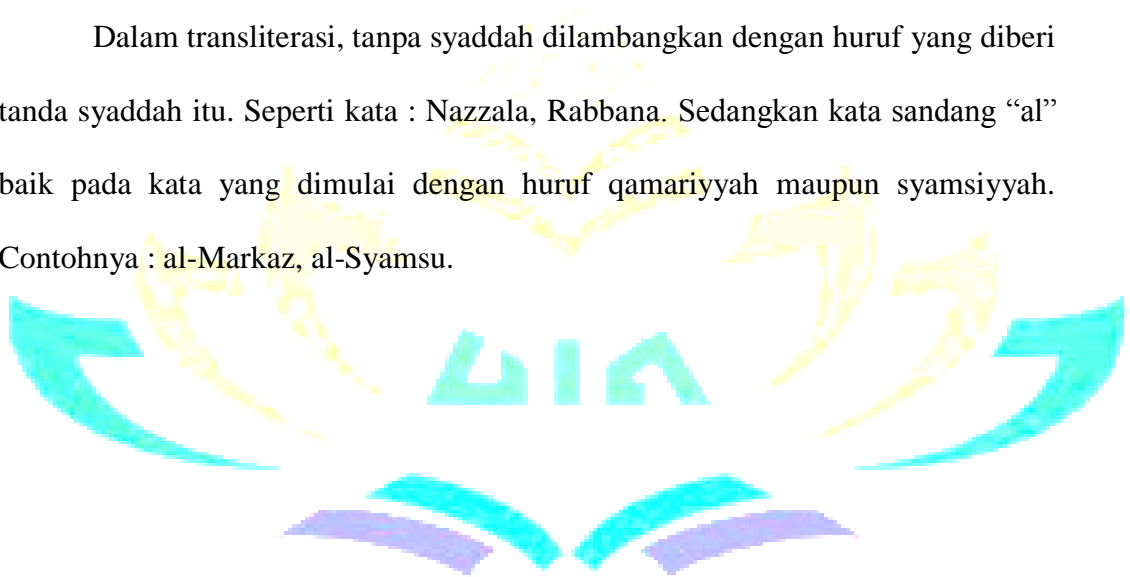 Dalam transliterasi, tanpa syaddah dilambangkan dengan huruf yang diberi
tanda syaddah itu. Seperti kata : Nazzala, Rabbana. Sedangkan kata sandang “al”
baik pada kata yang dimulai dengan huruf qamariyyah maupun syamsiyyah.
Contohnya : al-Markaz, al-Syamsu.